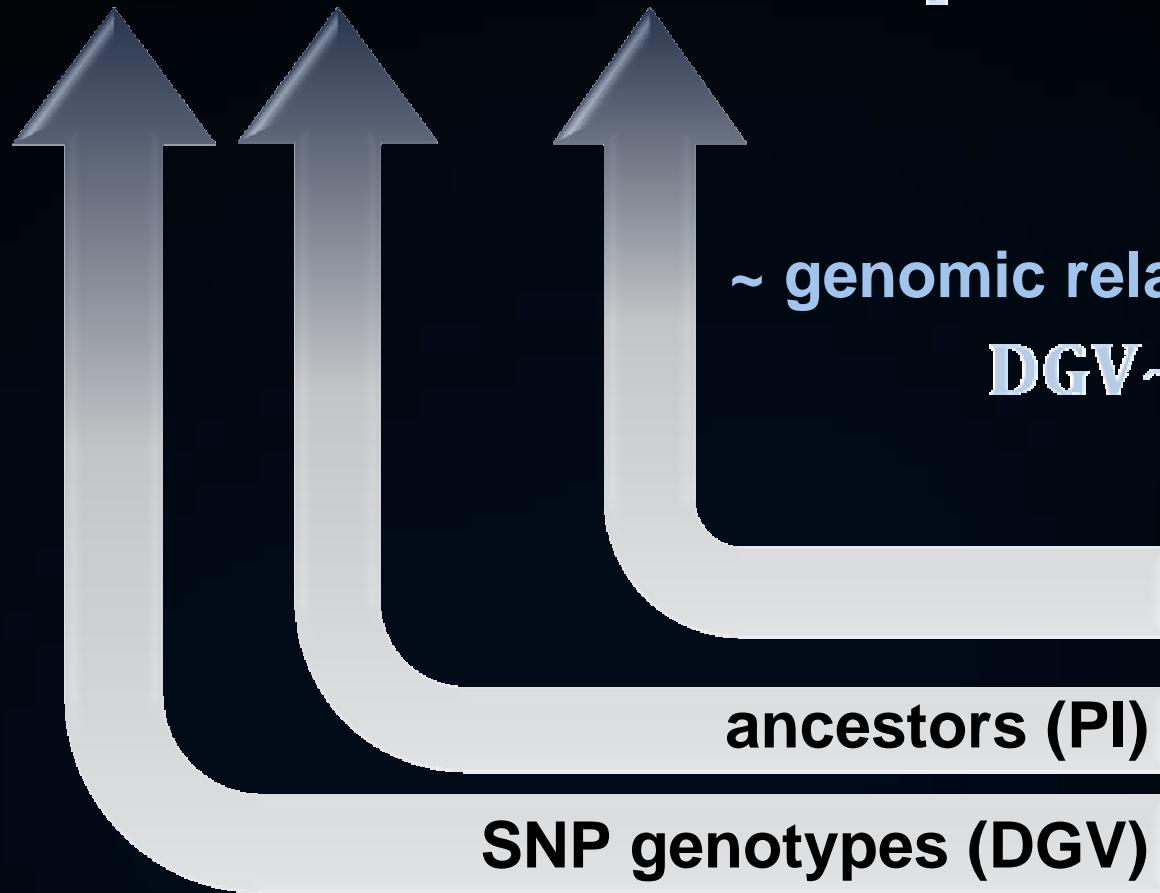 ~ genomic rela
DGV~
ancestors (PI)
SNP genotypes (DGV)